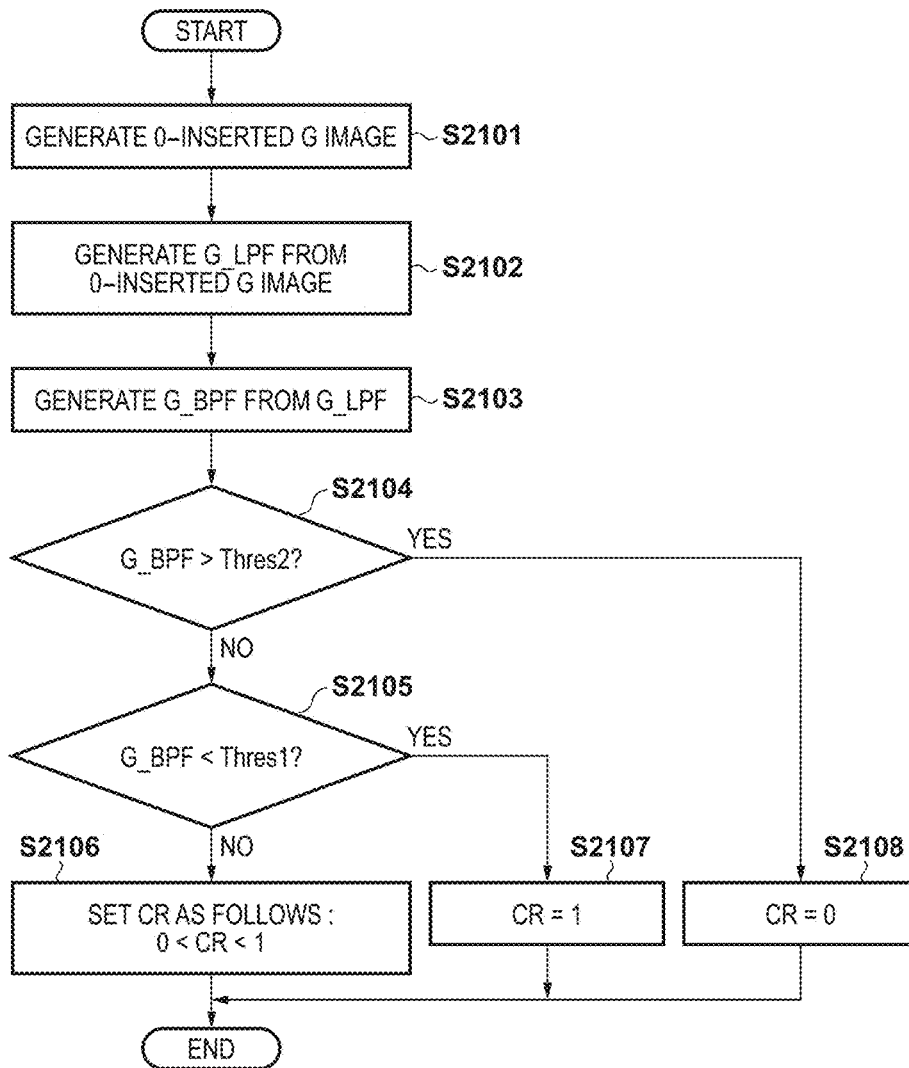 START
GENERATE 0-INSERTED G IMAGE
S2101
GENERATE G_LPF FROM
0-INSERTED G IMAGE
S2102
GENERATE G_BPF FROM G_LPF
S2103
S2104
G_BPF > Thres2?
YES
NO
S2105
G_BPF < Thres1?
YES
NO
S2106
SET CR AS FOLLOWS :
0 < CR < 1
S2107
CR = 1
S2108
CR = 0
END